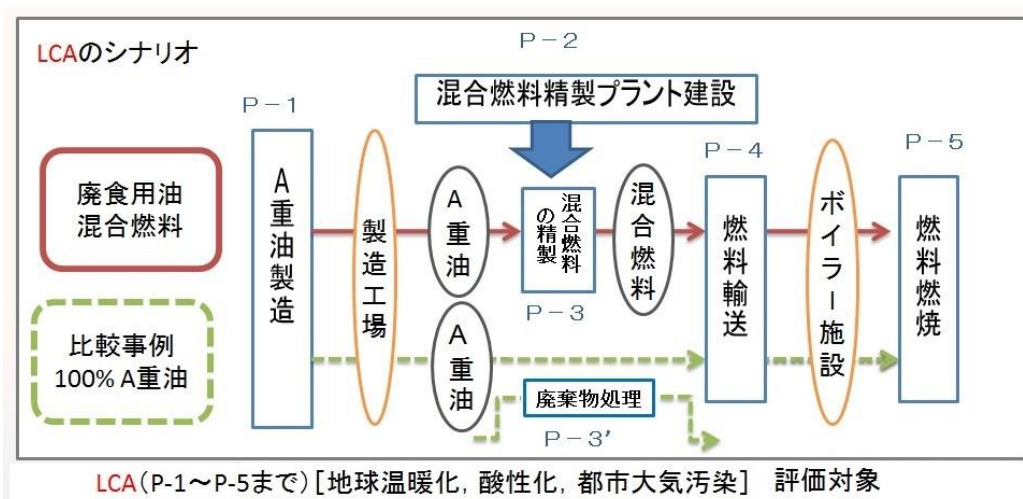 LCAのシナリオ
P-2
混合燃料精製プラント建設
P-1
P-4
P-5
廃食用油
混合燃料
A重油製造
製造工場
A重油
混合燃料
の精製
混合燃料
燃料輸送
ボイラー施設
燃料燃焼
P-3
比較事例
100% A重油
A重油
廃棄物処理
P-3'
LCA(P-1~P-5まで)[地球温暖化, 酸性化, 都市大気汚染] 評価対象